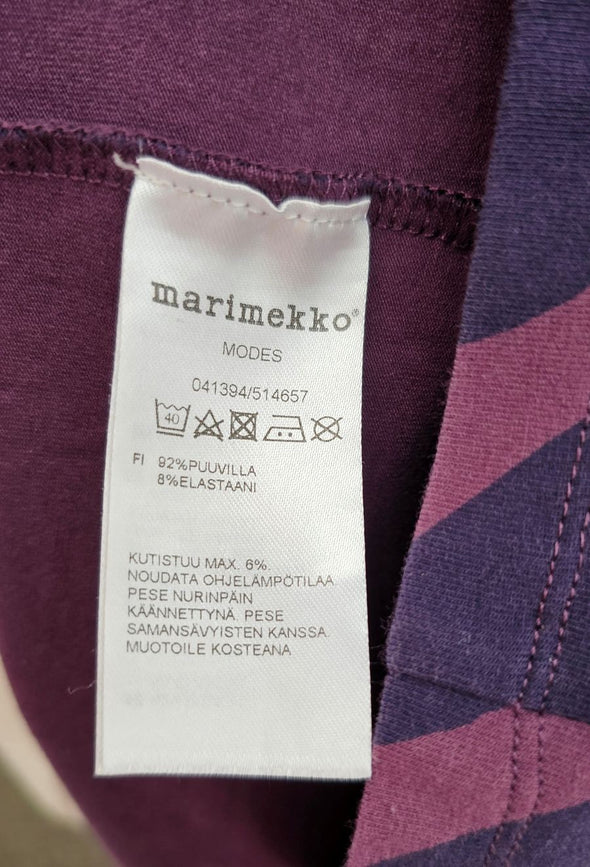 marimekko®
MODES
041394/514657
40
FI 92%PUUVILLA
8%ELASTAANI
KUTISTUU MAX. 6%.
NOUDATA OHJELÄMPÖTILAA.
PESE NURINPÄIN
KÄÄNNETTYNÄ. PESE
SAMANSÄVYISTEN KANSSA.
MUOTOILE KOSTEANA